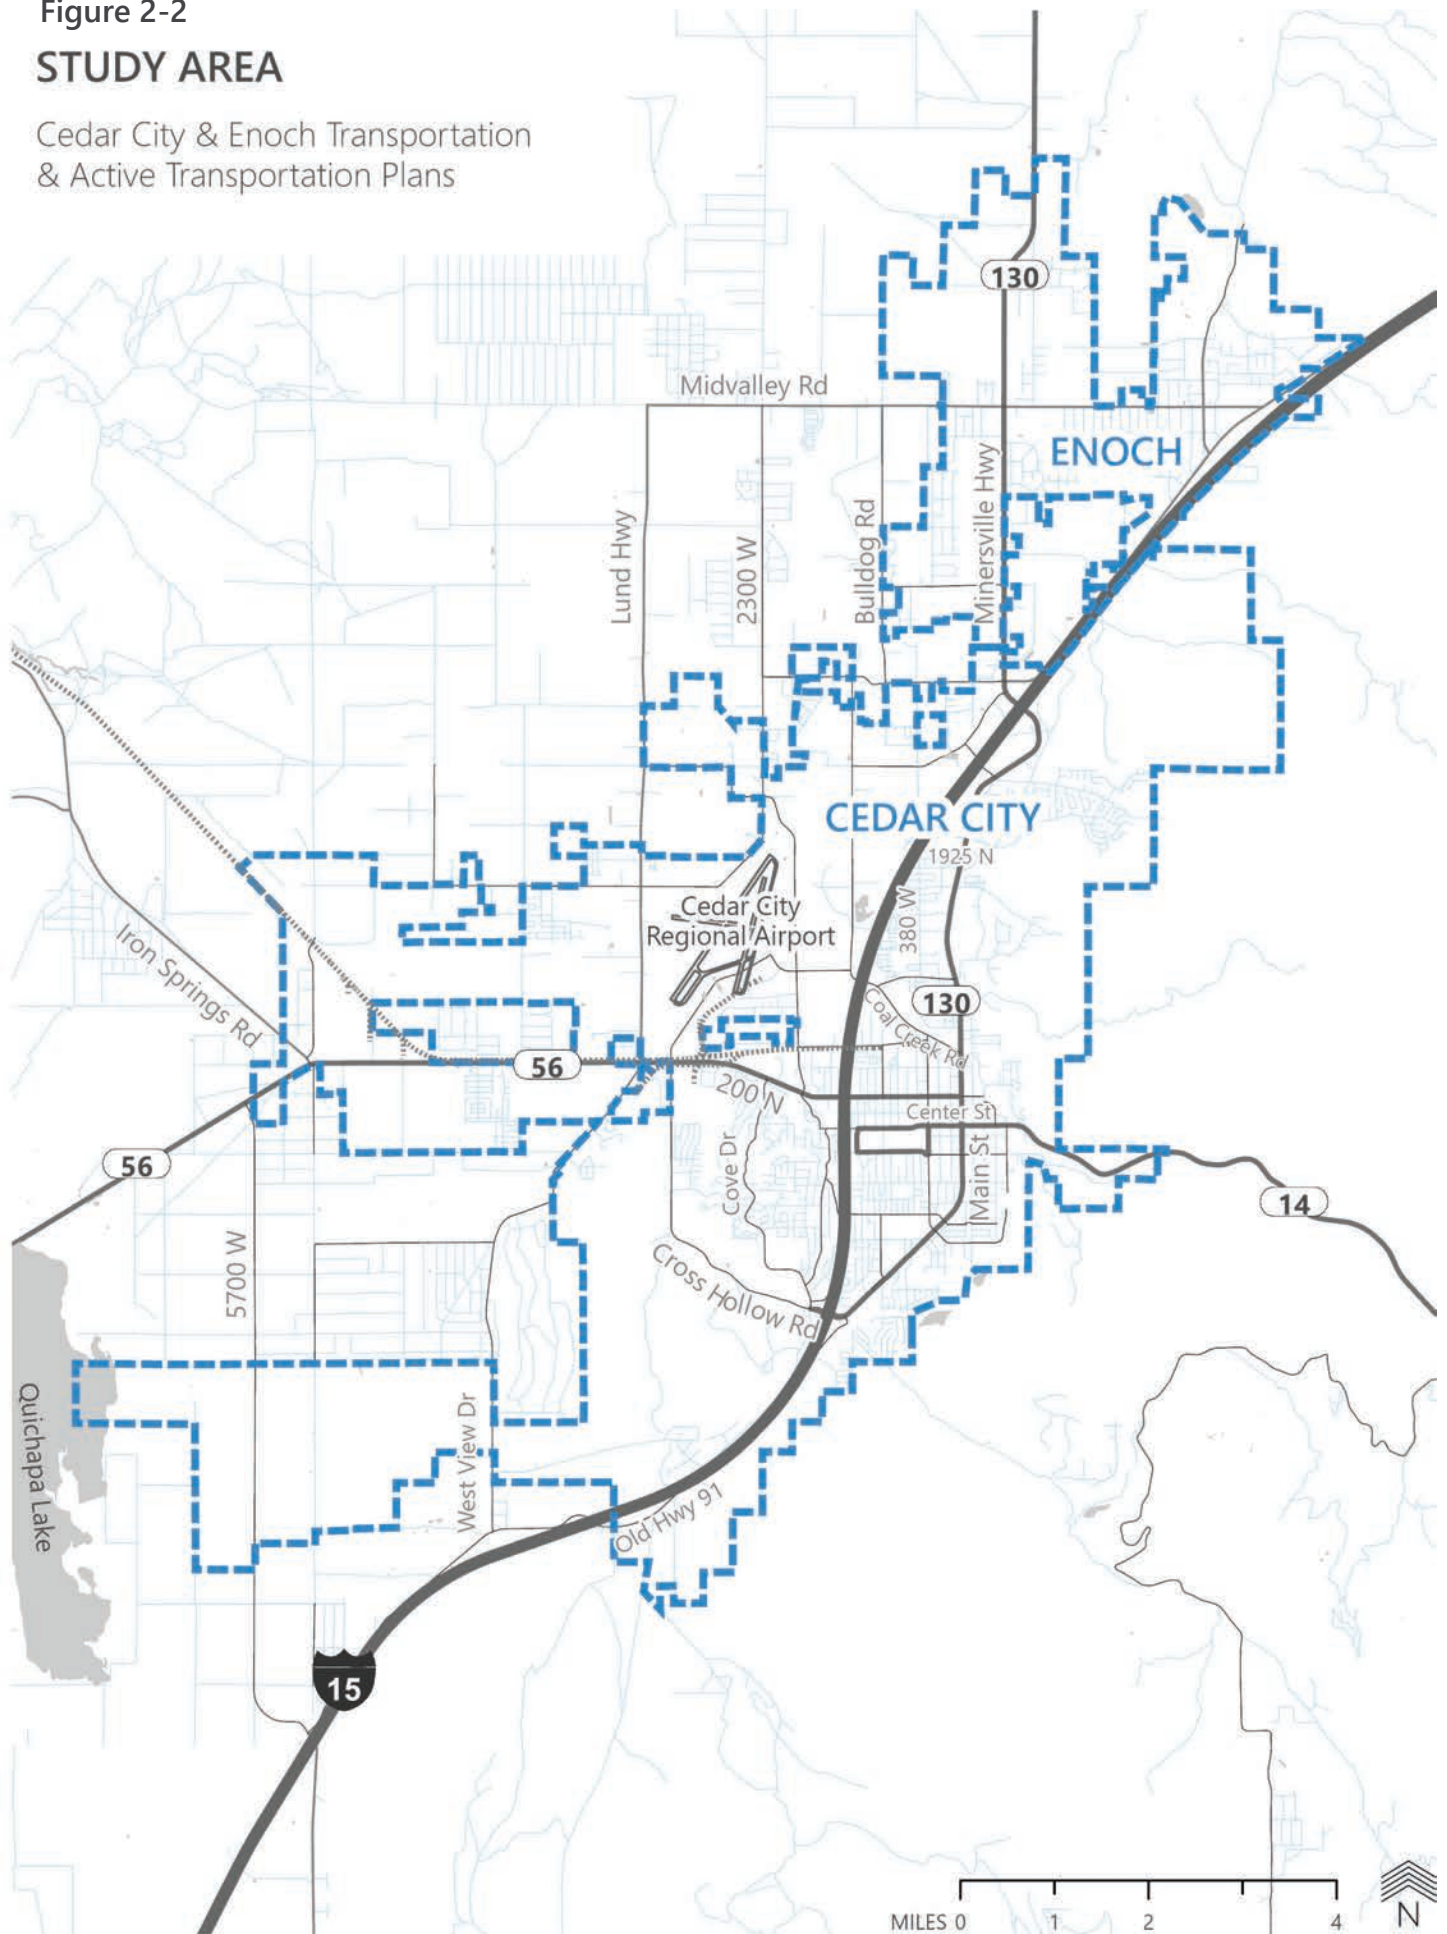 Figure 2-2
STUDY AREA
Cedar City & Enoch Transportation
& Active Transportation Plans
130
Midvalley Rd
ENOCH
Lund Hwy
2300 W
Bulldog Rd
Minersville Hwy
CEDAR CITY
1925 N
380 W
Cedar City
Regional Airport
Iron Springs Rd
130
Coal Creek Rd
56
200 N
Center St
56
Cove Dr
Main St
14
5700 W
Cross Hollow Rd
Quichapa Lake
West View Dr
Old Hwy 91
15
MILES 0 1 2 4
N